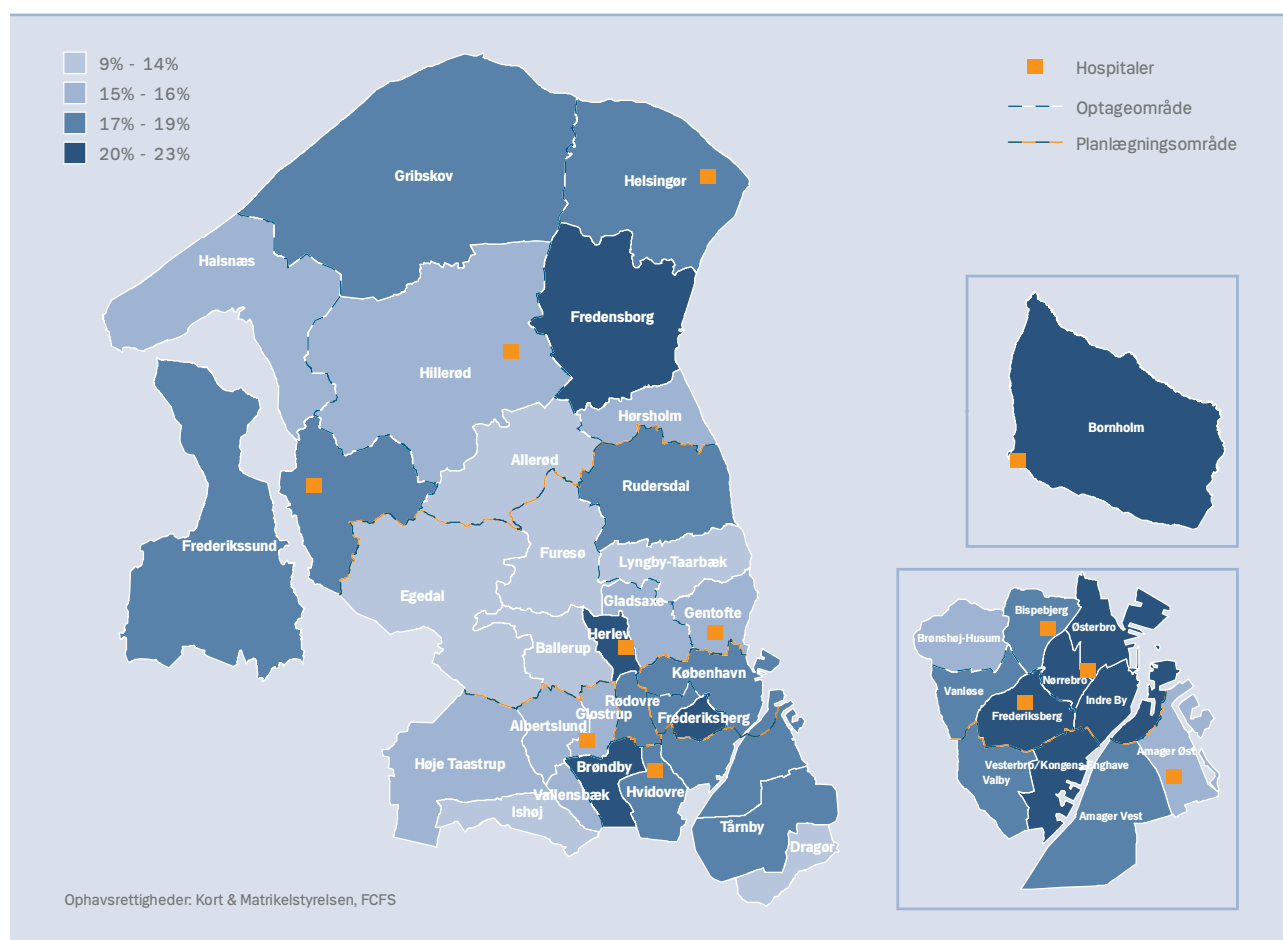 9% - 14%
15% - 16%
17% - 19%
20% - 23%
Hospitaler
Optageområde
Planlægningsområde
Gribskov
Helsingør
Halsnæs
Fredensborg
Hillerød
Hørsholm
Allerød
Rudersdal
Frederikssund
Furesø
Lyngby-Taarbæk
Egedal
Gladsaxe
Gentofte
Herlev
Ballerup
København
Rødovre
Glostrup
Frederiksberg
Albertslund
Høje Taastrup
Brøndby
Vallensbæk
Hvidovre
Ishøj
Tårnby
Dragør
Bornholm
Bispebjerg
Østerbro
Brønshøj-Husum
Nørrebro
Vanløse
Indre By
Frederiksberg
Amager Øst
Vesterbro/Kongens Enghave
Valby
Amager Vest
Ophavsrettigheder: Kort & Matrikelstyrelsen, FCFS